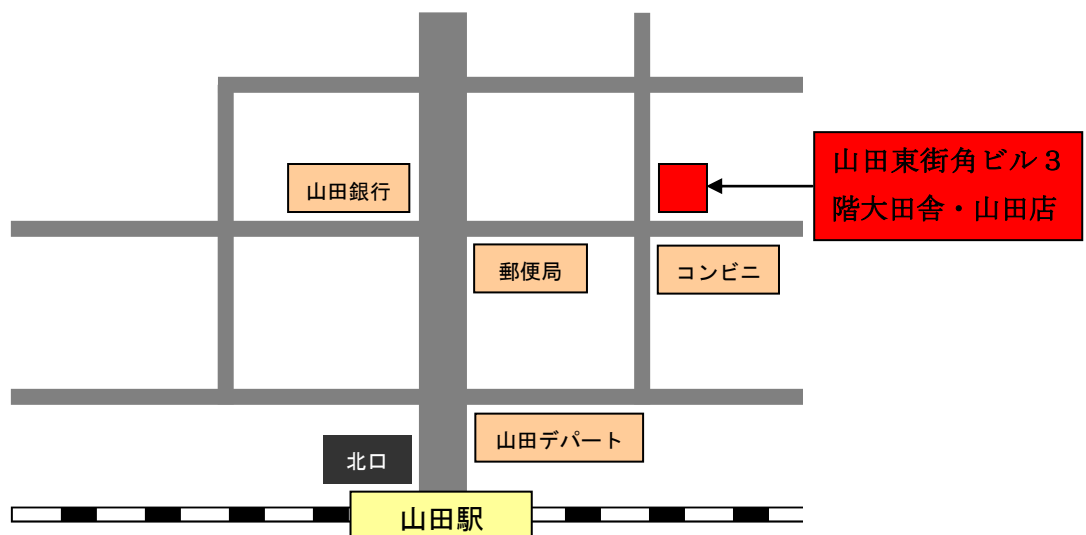 山田東街角ビル３
階大田舎・山田店
山田銀行
郵便局
コンビニ
山田デパート
北口
山田駅